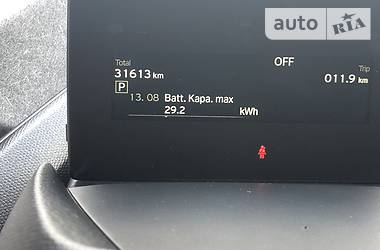 auto RIA
Total
31613 km
OFF
Trip
011.9 km
P
13. 08 Batt. Kapa. max
29.2 kWh